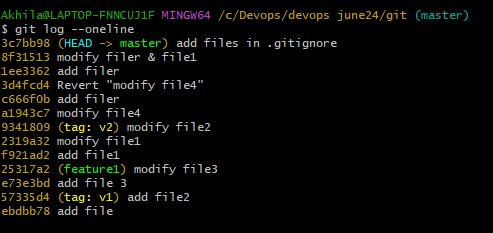 Akhila@LAPTOP-FNNCUJ1F MINGW64 /c/Devops/devops june24/git (master)
$ git log --oneline
3c7bb98 (HEAD -> master) add files in .gitignore
8f31513 modify filer & file1
1ee3362 add filer
3d4fcd4 Revert "modify file4"
c666f0b add filer
a1943c7 modify file4
9341809 (tag: v2) modify file2
2319a32 modify file1
f921ad2 add file1
25317a2 (feature1) modify file3
e73e3bd add file 3
57335d4 (tag: v1) add file2
ebdbb78 add file